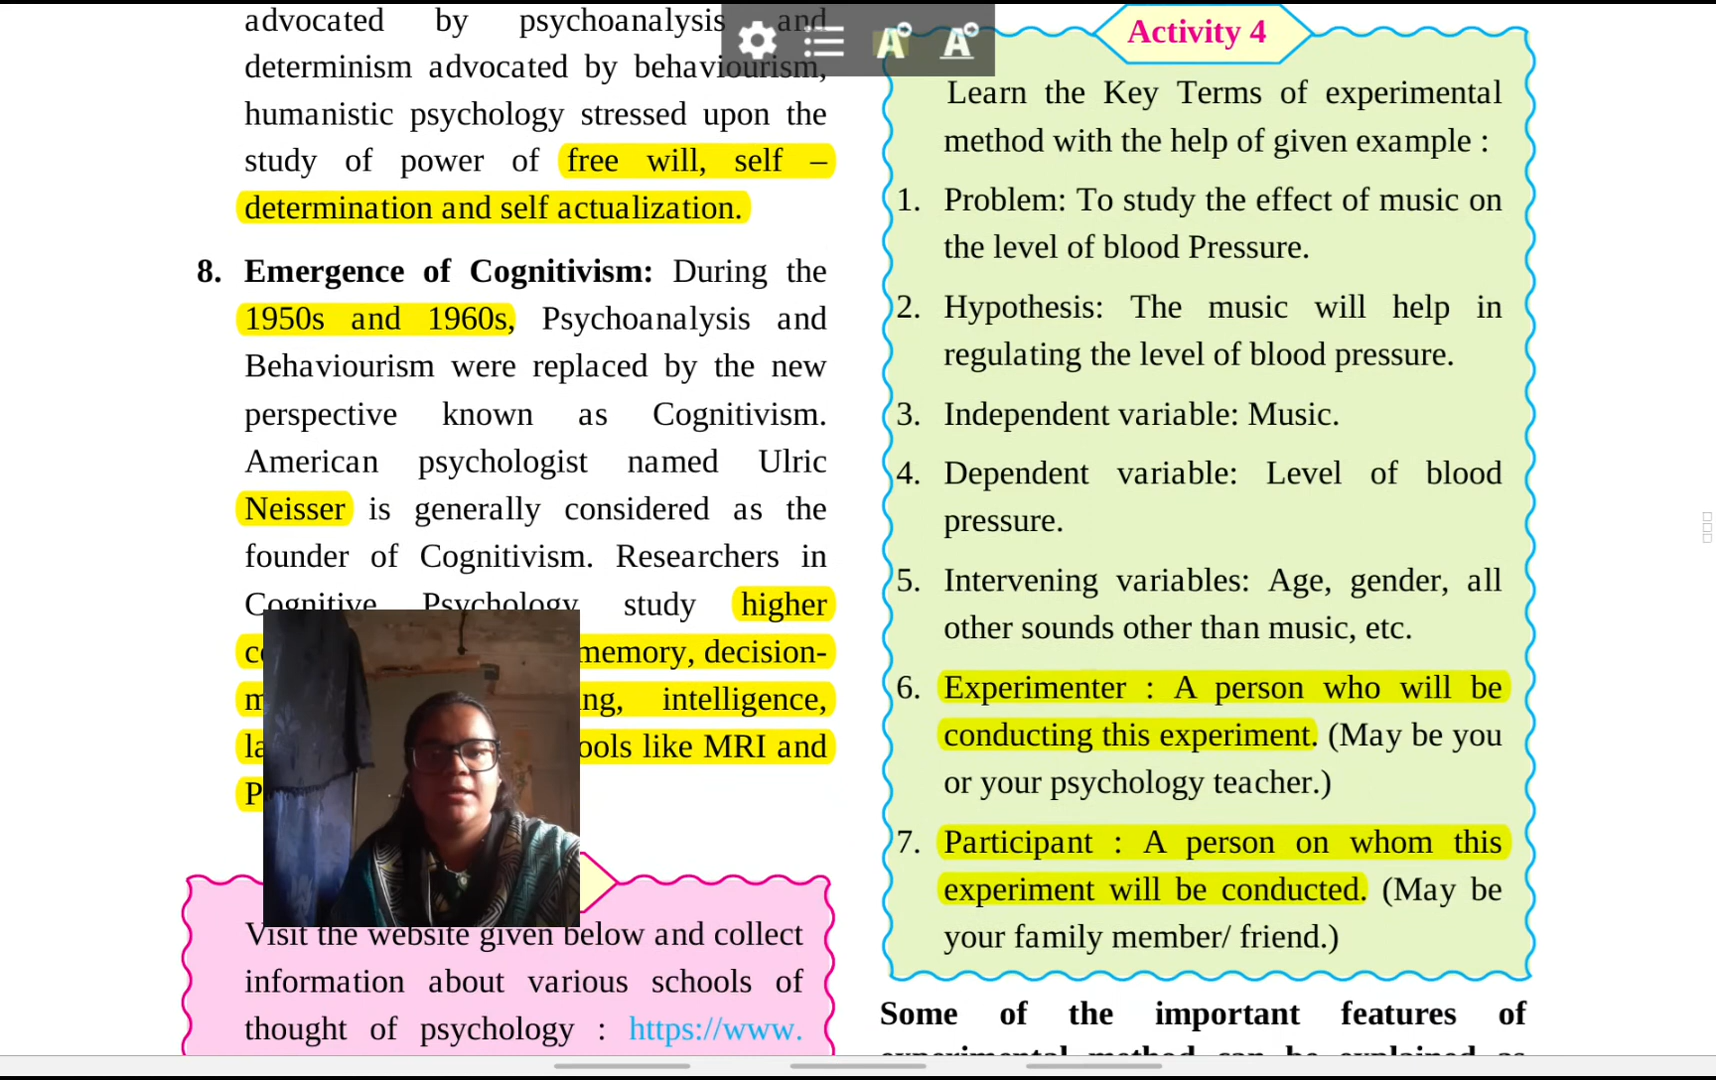 advocated by psychoanalysis and
determinism advocated by behaviourism,
humanistic psychology stressed upon the
study of power of free will, self –
determination and self actualization.
8. Emergence of Cognitivism: During the
1950s and 1960s, Psychoanalysis and
Behaviourism were replaced by the new
perspective known as Cognitivism.
American psychologist named Ulric
Neisser is generally considered as the
founder of Cognitivism. Researchers in
Cognitive Psychology study higher
memory, decision-
intelligence,
like MRI and
Visit the website given below and collect
information about various schools of
thought of psychology : https://www.
Activity 4
Learn the Key Terms of experimental
method with the help of given example :
1. Problem: To study the effect of music on
the level of blood Pressure.
2. Hypothesis: The music will help in
regulating the level of blood pressure.
3. Independent variable: Music.
4. Dependent variable: Level of blood
pressure.
5. Intervening variables: Age, gender, all
other sounds other than music, etc.
6. Experimenter : A person who will be
conducting this experiment. (May be you
or your psychology teacher.)
7. Participant : A person on whom this
experiment will be conducted. (May be
your family member/ friend.)
Some of the important features of
experimental method can be explained as